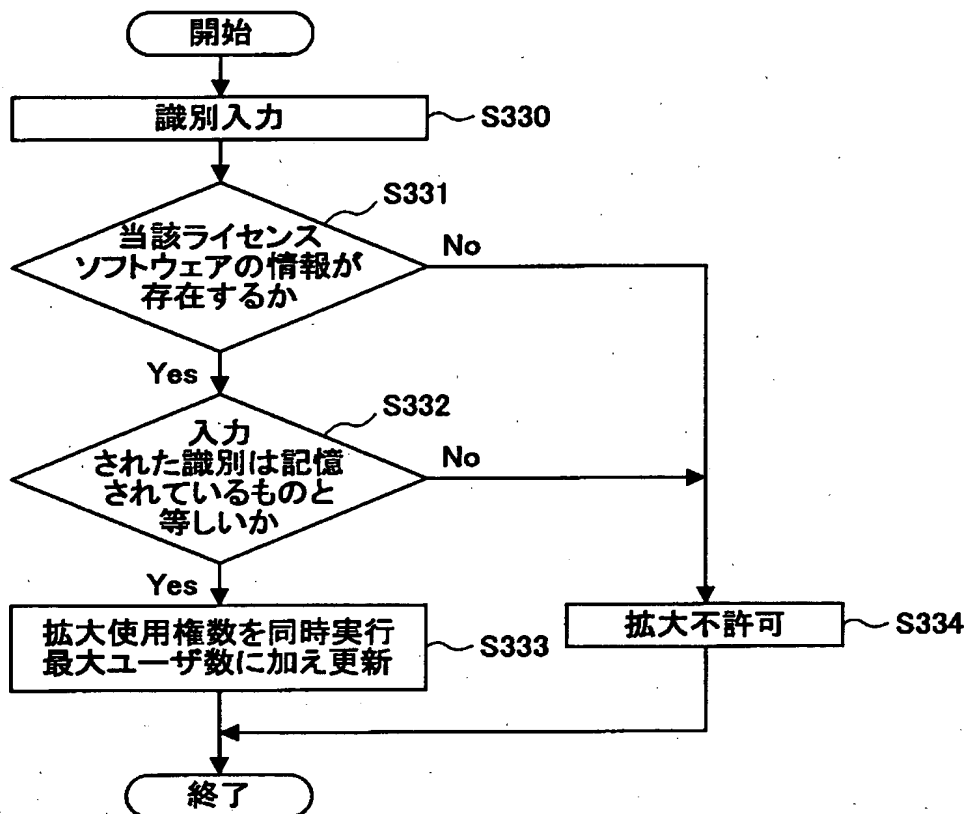 開始
識別入力
S330
S331
当該ライセンス
ソフトウェアの情報が
存在するか
No
Yes
S332
入力
された識別は記憶
されているものと
等しいか
No
Yes
拡大使用権数を同時実行
最大ユーザ数に加え更新
S333
拡大不許可
S334
終了